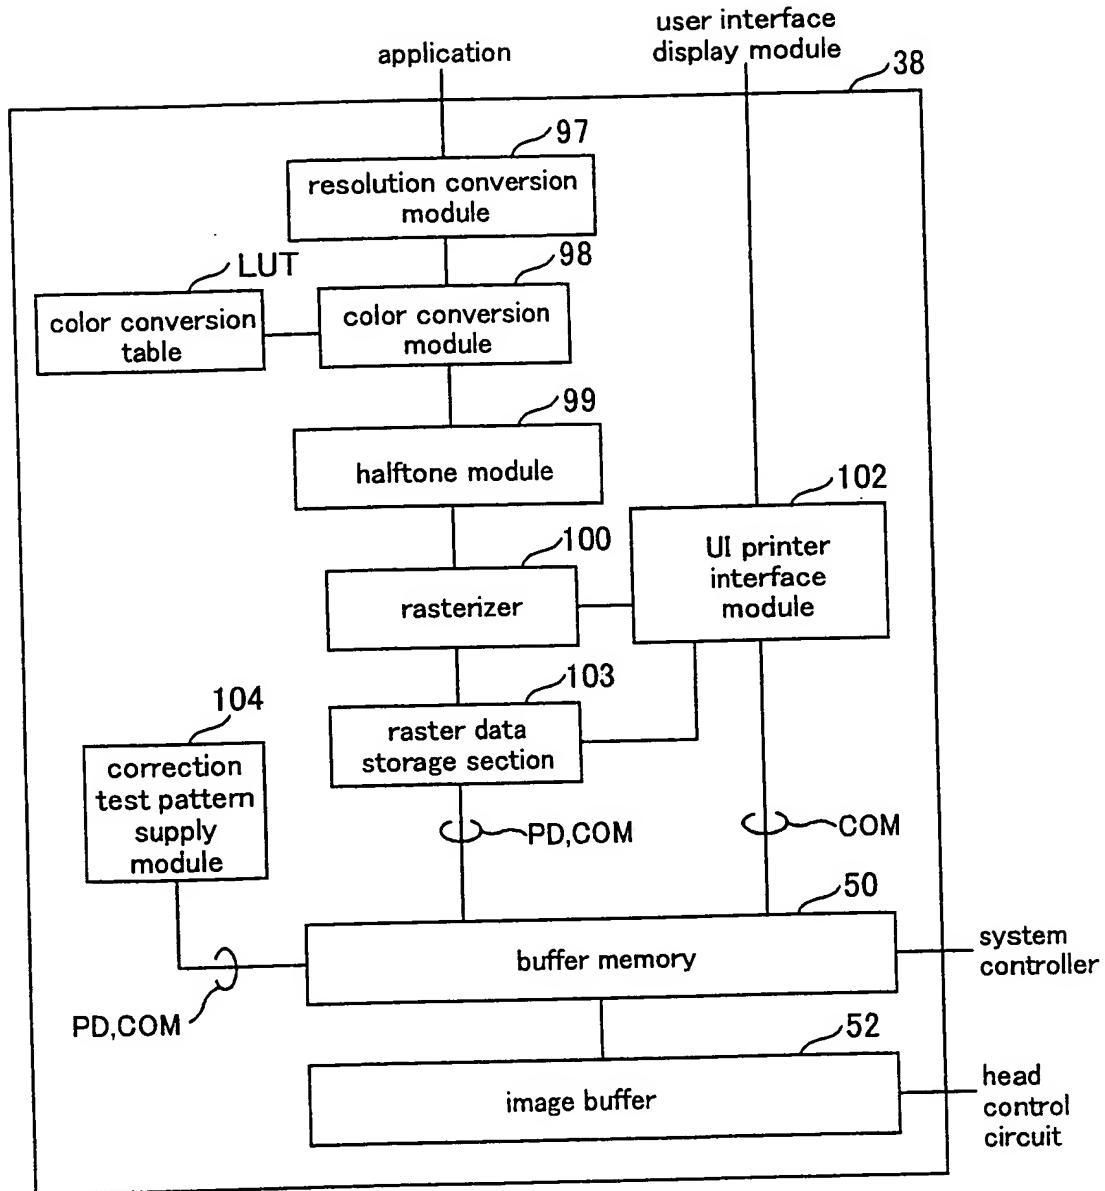 user interface
display module
application
38
97
resolution conversion
module
98
LUT
color conversion
table
color conversion
module
99
halftone module
102
UI printer
interface
module
100
rasterizer
103
raster data
storage section
104
correction
test pattern
supply
module
PD,COM
COM
50
buffer memory
system
controller
PD,COM
52
image buffer
head
control
circuit